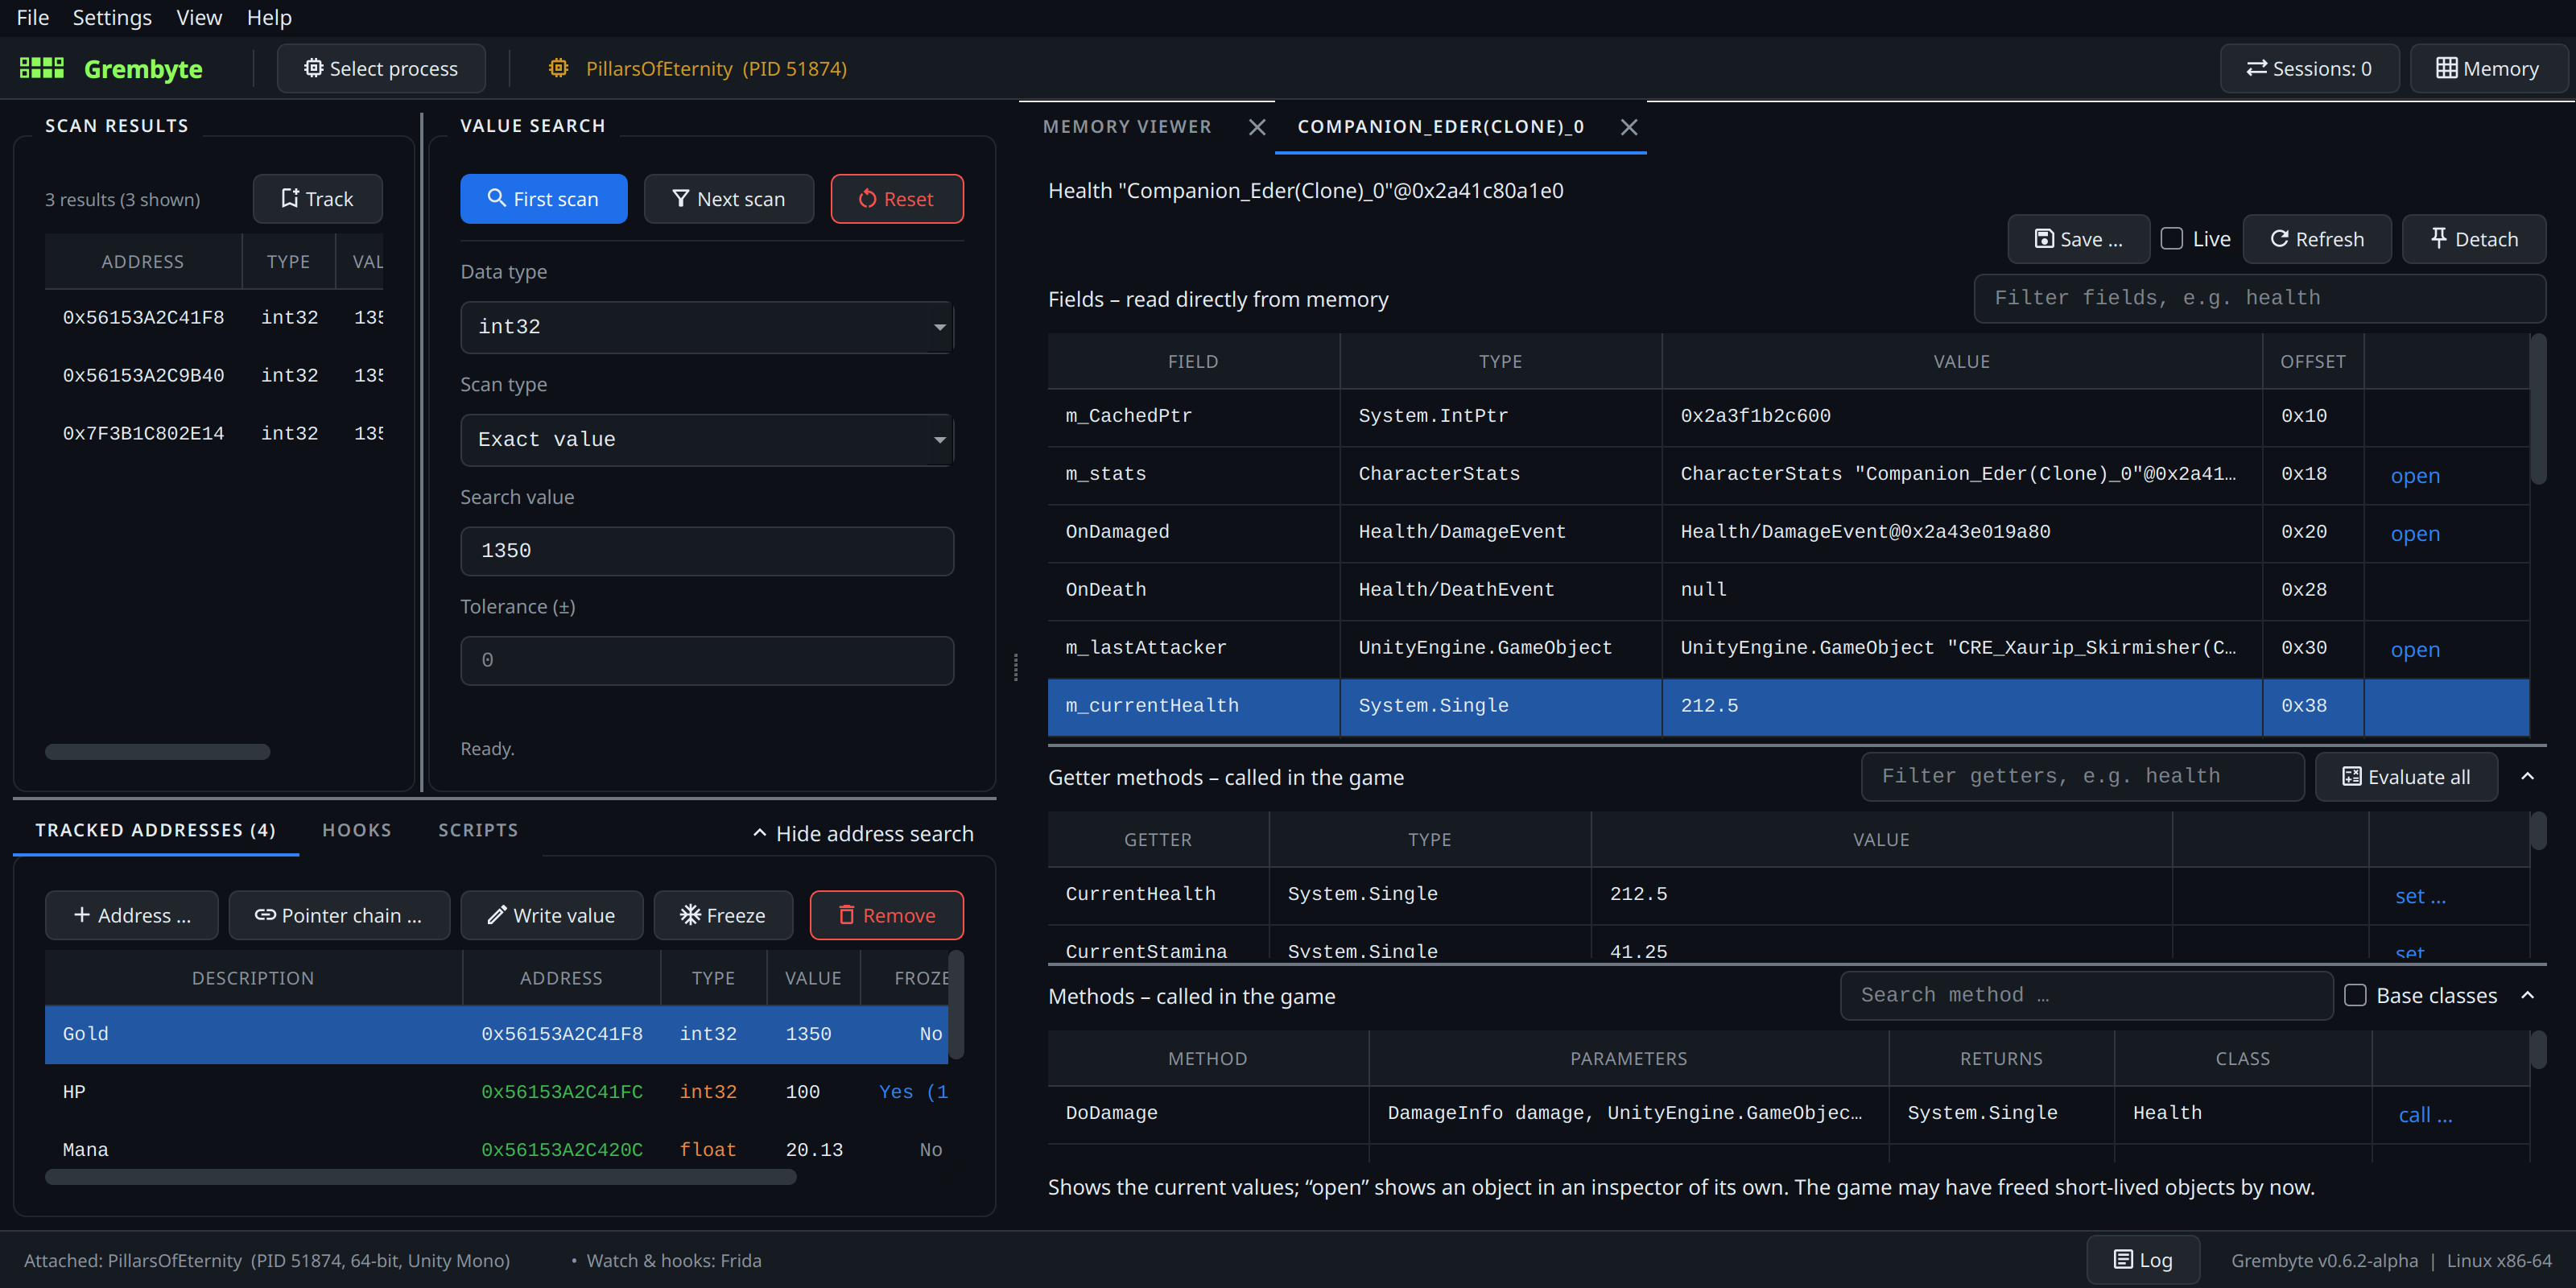 File Settings View Help
Grembyte Select process PillarsOfEternity (PID 51874) Sessions: 0 Memory
SCAN RESULTS
3 results (3 shown) Track
ADDRESS TYPE VAL
0x56153A2C41F8 int32 135
0x56153A2C9B40 int32 135
0x7F3B1C802E14 int32 135
VALUE SEARCH
First scan Next scan Reset
Data type
int32
Scan type
Exact value
Search value
1350
Tolerance (±)
0
Ready.
TRACKED ADDRESSES (4) HOOKS SCRIPTS Hide address search
Address ... Pointer chain ... Write value Freeze Remove
DESCRIPTION ADDRESS TYPE VALUE FROZE
Gold 0x56153A2C41F8 int32 1350 No
HP 0x56153A2C41FC int32 100 Yes (1
Mana 0x56153A2C420C float 20.13 No
MEMORY VIEWER COMPANION_EDER(CLONE)_0
Health "Companion_Eder(Clone)_0"@0x2a41c80a1e0
Save ... Live Refresh Detach
Fields – read directly from memory Filter fields, e.g. health
FIELD TYPE VALUE OFFSET
m_CachedPtr System.IntPtr 0x2a3f1b2c600 0x10
m_stats CharacterStats CharacterStats "Companion_Eder(Clone)_0"@0x2a41… 0x18 open
OnDamaged Health/DamageEvent Health/DamageEvent@0x2a43e019a80 0x20 open
OnDeath Health/DeathEvent null 0x28
m_lastAttacker UnityEngine.GameObject UnityEngine.GameObject "CRE_Xaurip_Skirmisher(C… 0x30 open
m_currentHealth System.Single 212.5 0x38
Getter methods – called in the game Filter getters, e.g. health Evaluate all
GETTER TYPE VALUE
CurrentHealth System.Single 212.5 set ...
CurrentStamina System.Single 41.25 set
Methods – called in the game Search method … Base classes
METHOD PARAMETERS RETURNS CLASS
DoDamage DamageInfo damage, UnityEngine.GameObjec… System.Single Health call ...
Shows the current values; “open” shows an object in an inspector of its own. The game may have freed short-lived objects by now.
Attached: PillarsOfEternity (PID 51874, 64-bit, Unity Mono) • Watch & hooks: Frida Log Grembyte v0.6.2-alpha | Linux x86-64